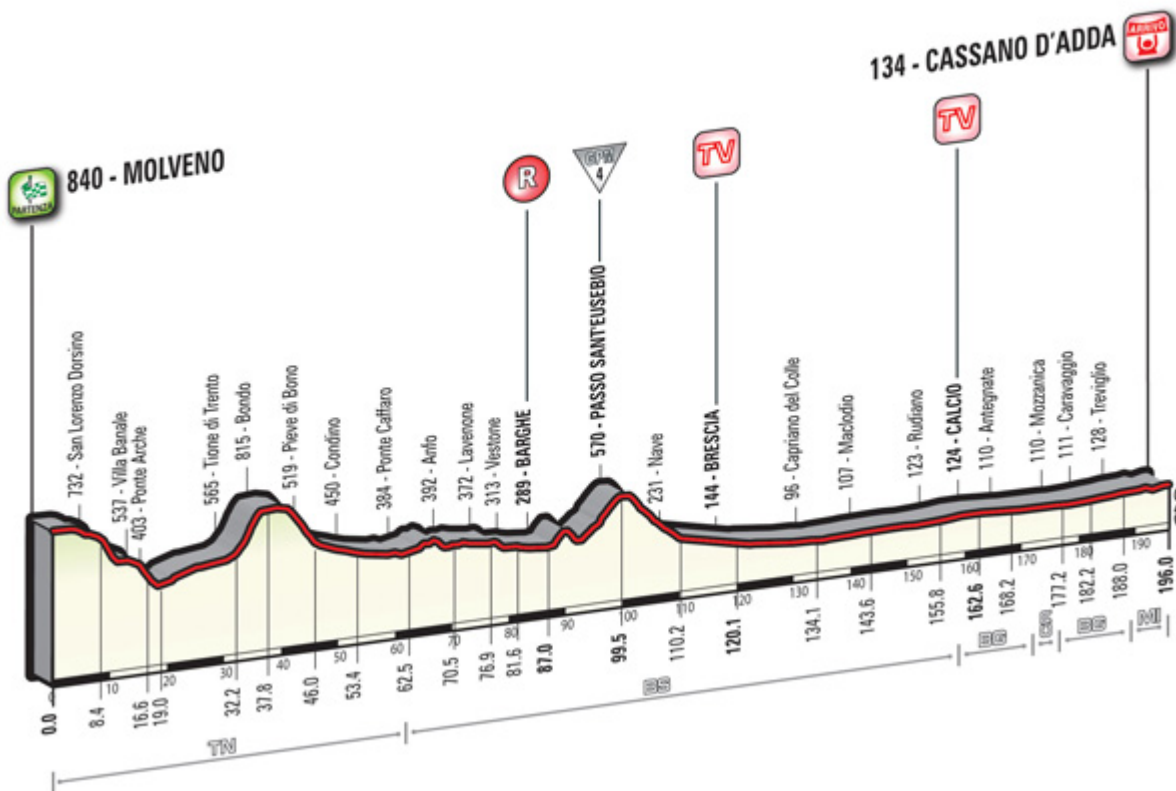 134 - CASSANO D'ADDA
ARRIVO
TV
TV
840 - MOLVENO
PARTENZA
R
GPM
4
732 - San Lorenzo Dorsino
537 - Villa Banale
403 - Ponte Arche
565 - Tione di Trento
815 - Bondo
519 - Pieve di Bono
450 - Condino
384 - Ponte Caffaro
392 - Anfo
372 - Lavenone
313 - Vestone
289 - BARGHE
570 - PASSO SANT'EUSEBIO
231 - Nave
144 - BRESCIA
96 - Capriano del Colle
107 - Maclodio
123 - Rudiano
124 - CALCIO
110 - Antegnate
110 - Mozzanica
111 - Caravaggio
128 - Treviglio
0 10 20 30 40 50 60 70 80 90 100 110 120 130 140 150 160 170 180 190
0.0 8.4 16.6 19.0 32.2 37.8 46.0 53.4 62.5 70.5 76.9 81.6 87.0 99.5 110.2 120.1 134.1 143.6 155.8 162.6 168.2 177.2 182.2 188.0 196.0
TN BS BG CR BG MI